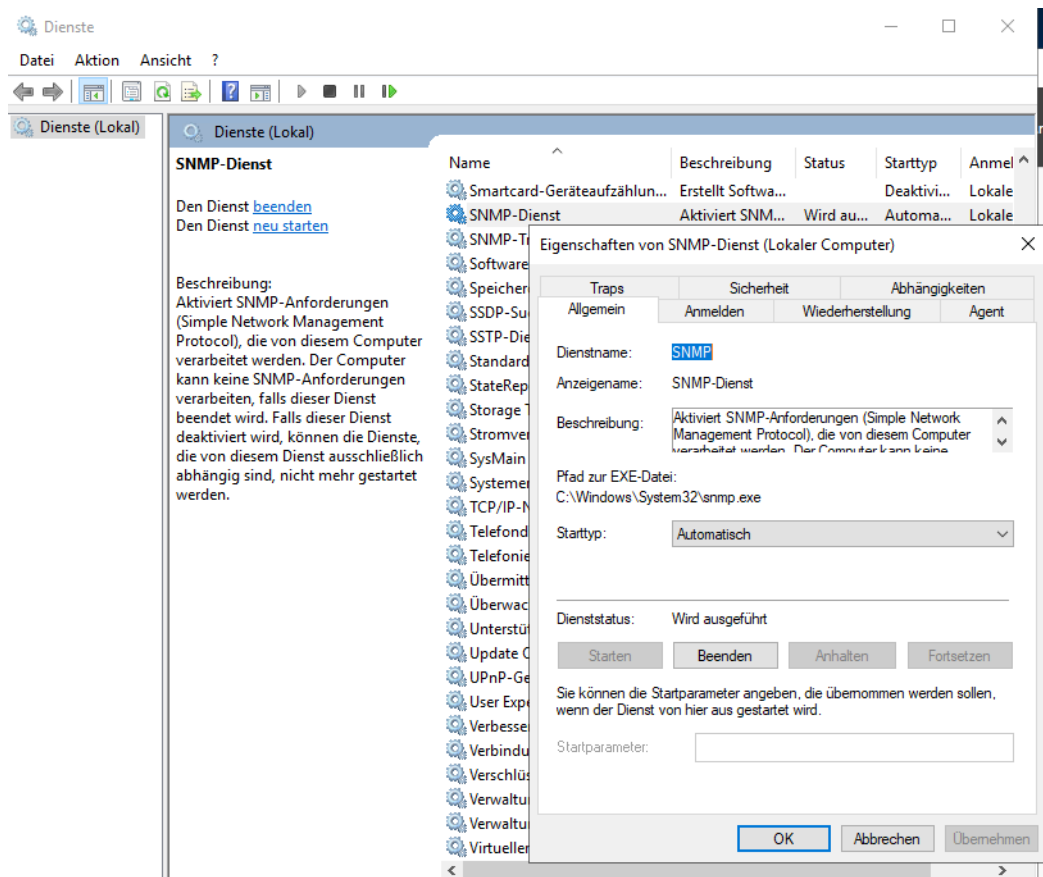 Dienste
Datei Aktion Ansicht ?
Dienste (Lokal)
Dienste (Lokal)
SNMP-Dienst
Den Dienst beenden
Den Dienst neu starten
Beschreibung:
Aktiviert SNMP-Anforderungen
(Simple Network Management
Protocol), die von diesem Computer
verarbeitet werden. Der Computer
kann keine SNMP-Anforderungen
verarbeiten, falls dieser Dienst
beendet wird. Falls dieser Dienst
deaktiviert wird, können die Dienste,
die von diesem Dienst ausschließlich
abhängig sind, nicht mehr gestartet
werden.
Name Beschreibung Status Starttyp Anmel
Smartcard-Geräteaufzählun... Erstellt Softwa... Deaktivi... Lokale
SNMP-Dienst Aktiviert SNM... Wird au... Automa... Lokale
SNMP-Tr
Software
Speicher
SSDP-Su
SSTP-Die
Standard
StateRep
Storage T
Stromver
SysMain
Systemer
TCP/IP-N
Telefond
Telefonie
Übermitt
Überwac
Unterstüt
Update O
UPnP-Ge
User Expe
Verbesse
Verbindu
Verschlüs
Verwaltu
Verwaltu
Virtueller
Eigenschaften von SNMP-Dienst (Lokaler Computer)
Traps Sicherheit Abhängigkeiten
Allgemein Anmelden Wiederherstellung Agent
Dienstname: SNMP
Anzeigename: SNMP-Dienst
Beschreibung: Aktiviert SNMP-Anforderungen (Simple Network
Management Protocol), die von diesem Computer
verarbeitet werden. Der Computer kann keine
Pfad zur EXE-Datei:
C:\Windows\System32\snmp.exe
Starttyp: Automatisch
Dienststatus: Wird ausgeführt
Starten Beenden Anhalten Fortsetzen
Sie können die Startparameter angeben, die übernommen werden sollen,
wenn der Dienst von hier aus gestartet wird.
Startparameter:
OK Abbrechen Übernehmen